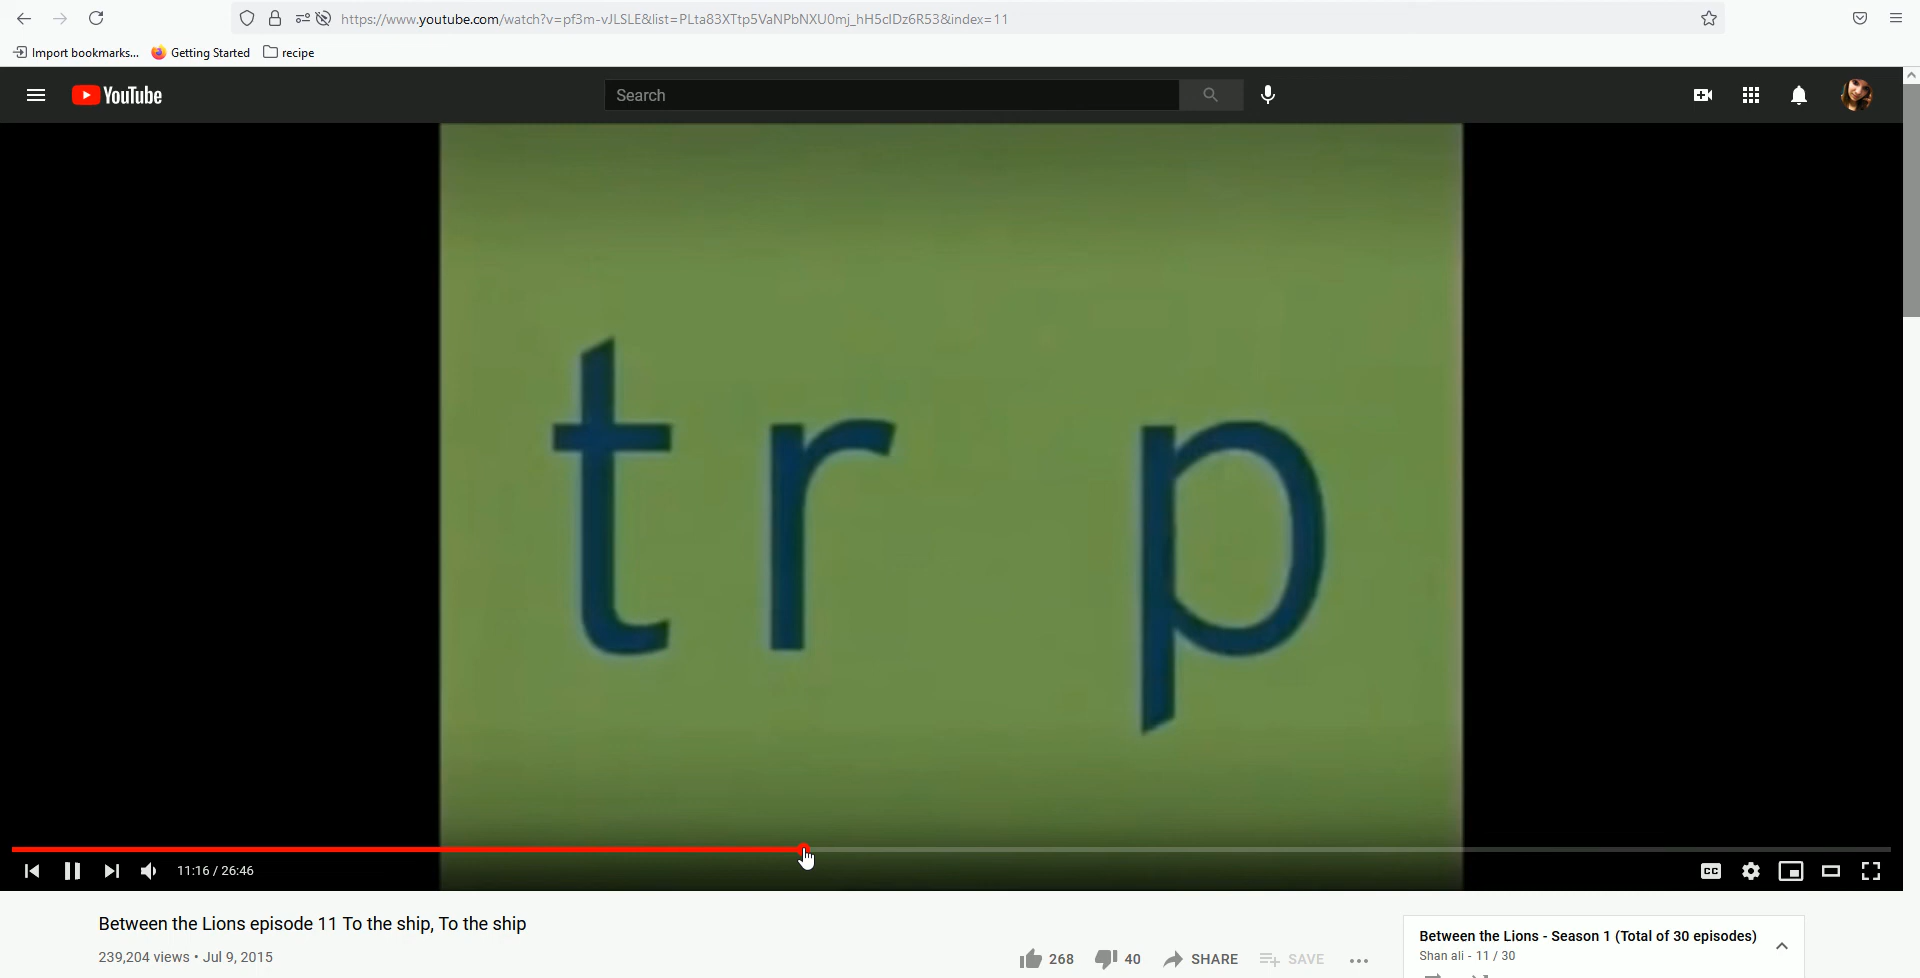 https://www.youtube.com/watch?v=pf3m-vJLSLE&list=PLta83XTtp5VaNPbNXU0mj_hH5clDz6R53&index=11
Import bookmarks...
Getting Started
recipe
YouTube
Search
tr p
11:16 / 26:46
CC
Between the Lions episode 11 To the ship, To the ship
239,204 views • Jul 9, 2015
268
40
SHARE
SAVE
Between the Lions - Season 1 (Total of 30 episodes)
Shan ali - 11 / 30